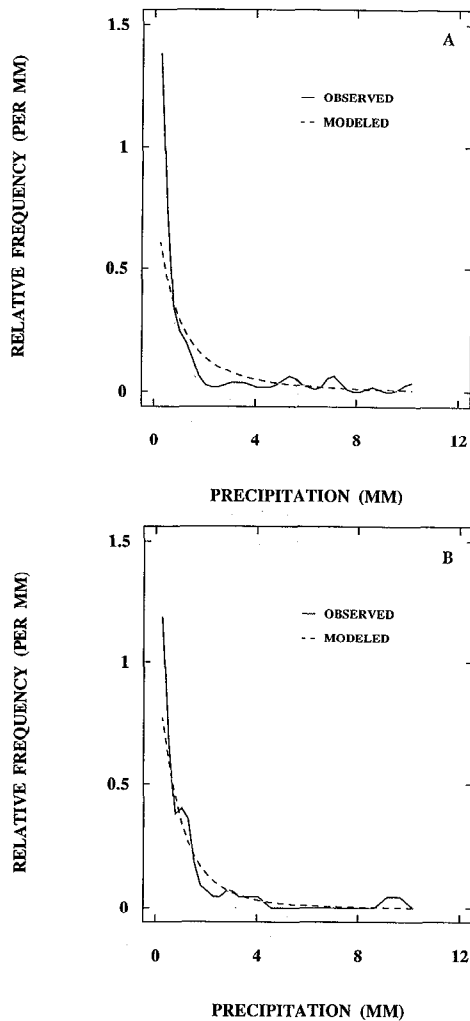 1.5
A
OBSERVED
MODELED
1
0.5
0
RELATIVE FREQUENCY (PER MM)
0 4 8 12
PRECIPITATION (MM)
1.5
B
OBSERVED
MODELED
1
0.5
0
RELATIVE FREQUENCY (PER MM)
0 4 8 12
PRECIPITATION (MM)